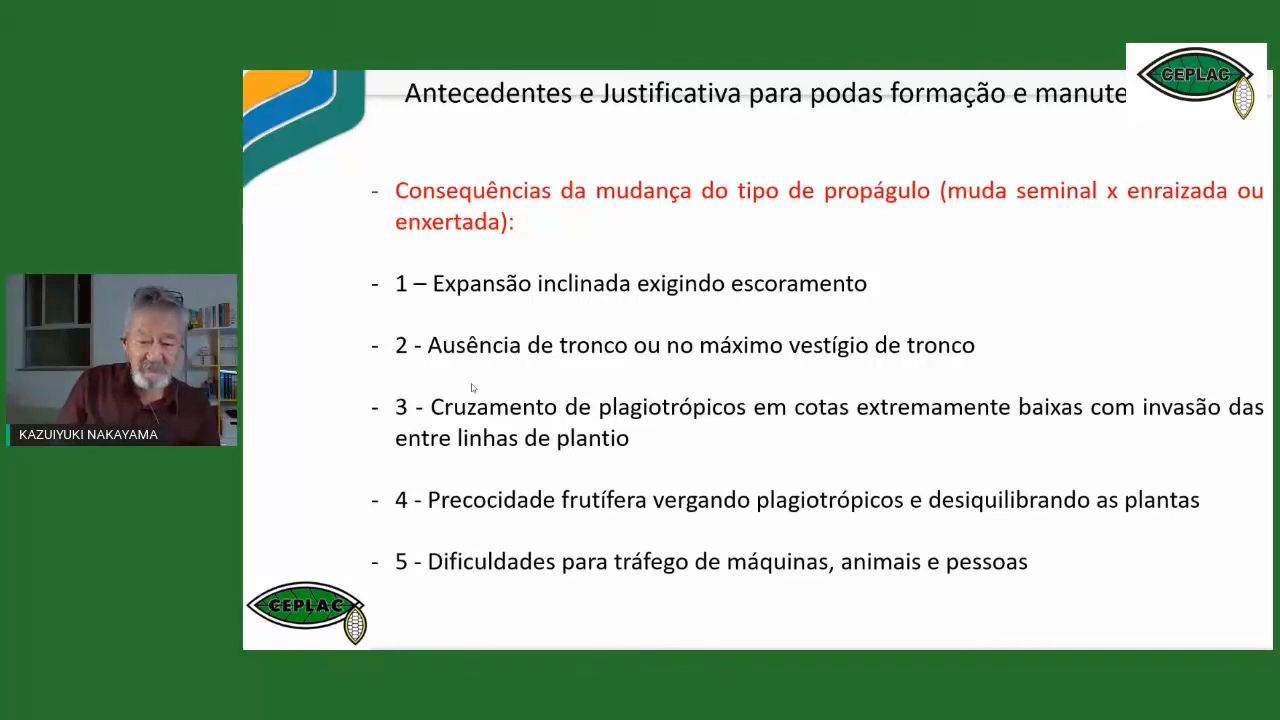 CEPLAC
Antecedentes e Justificativa para podas formação e manute
- Consequências da mudança do tipo de propágulo (muda seminal x enraizada ou
enxertada):
- 1 – Expansão inclinada exigindo escoramento
- 2 - Ausência de tronco ou no máximo vestígio de tronco
- 3 - Cruzamento de plagiotrópicos em cotas extremamente baixas com invasão das
entre linhas de plantio
KAZUIYUKI NAKAYAMA
- 4 - Precocidade frutífera vergando plagiotrópicos e desiquilibrando as plantas
- 5 - Dificuldades para tráfego de máquinas, animais e pessoas
CEPLAC